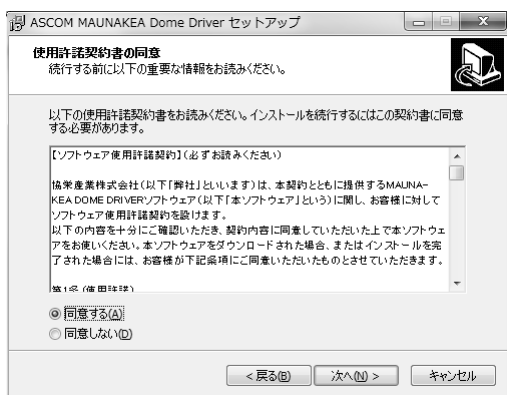 ASCOM MAUNAKEA Dome Driver セットアップ
使用許諾契約書の同意
続行する前に以下の重要な情報をお読みください。
以下の使用許諾契約書をお読みください。インストールを続行するにはこの契約書に同意
する必要があります。
【ソフトウェア使用許諾契約】(必ずお読みください)
協栄産業株式会社(以下「弊社」といいます)は、本契約とともに提供するMAUNA-
KEA DOME DRIVERソフトウェア(以下「本ソフトウェア」という)に関し、お客様に対して
ソフトウェア使用許諾契約を設けます。
以下の内容を十分にご確認いただき、契約内容に同意していただいた上で本ソフトウェ
アをお使いください。本ソフトウェアをダウンロードされた場合、またはインストールを完
了された場合には、お客様が下記条項にご同意いただいたものとさせていただきます。
第1条 (使用許諾)
同意する(A)
同意しない(D)
< 戻る(B)
次へ(N) >
キャンセル